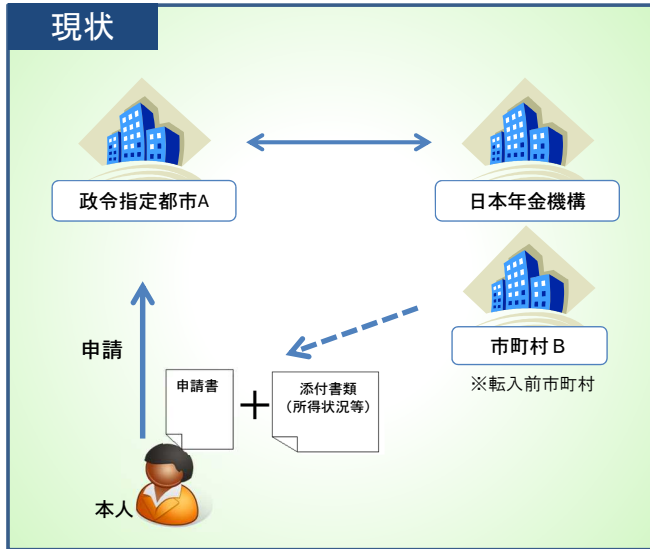 現状
政令指定都市A
日本年金機構
市町村B
※転入前市町村
申請
申請書
＋
添付書類
（所得状況等）
本人